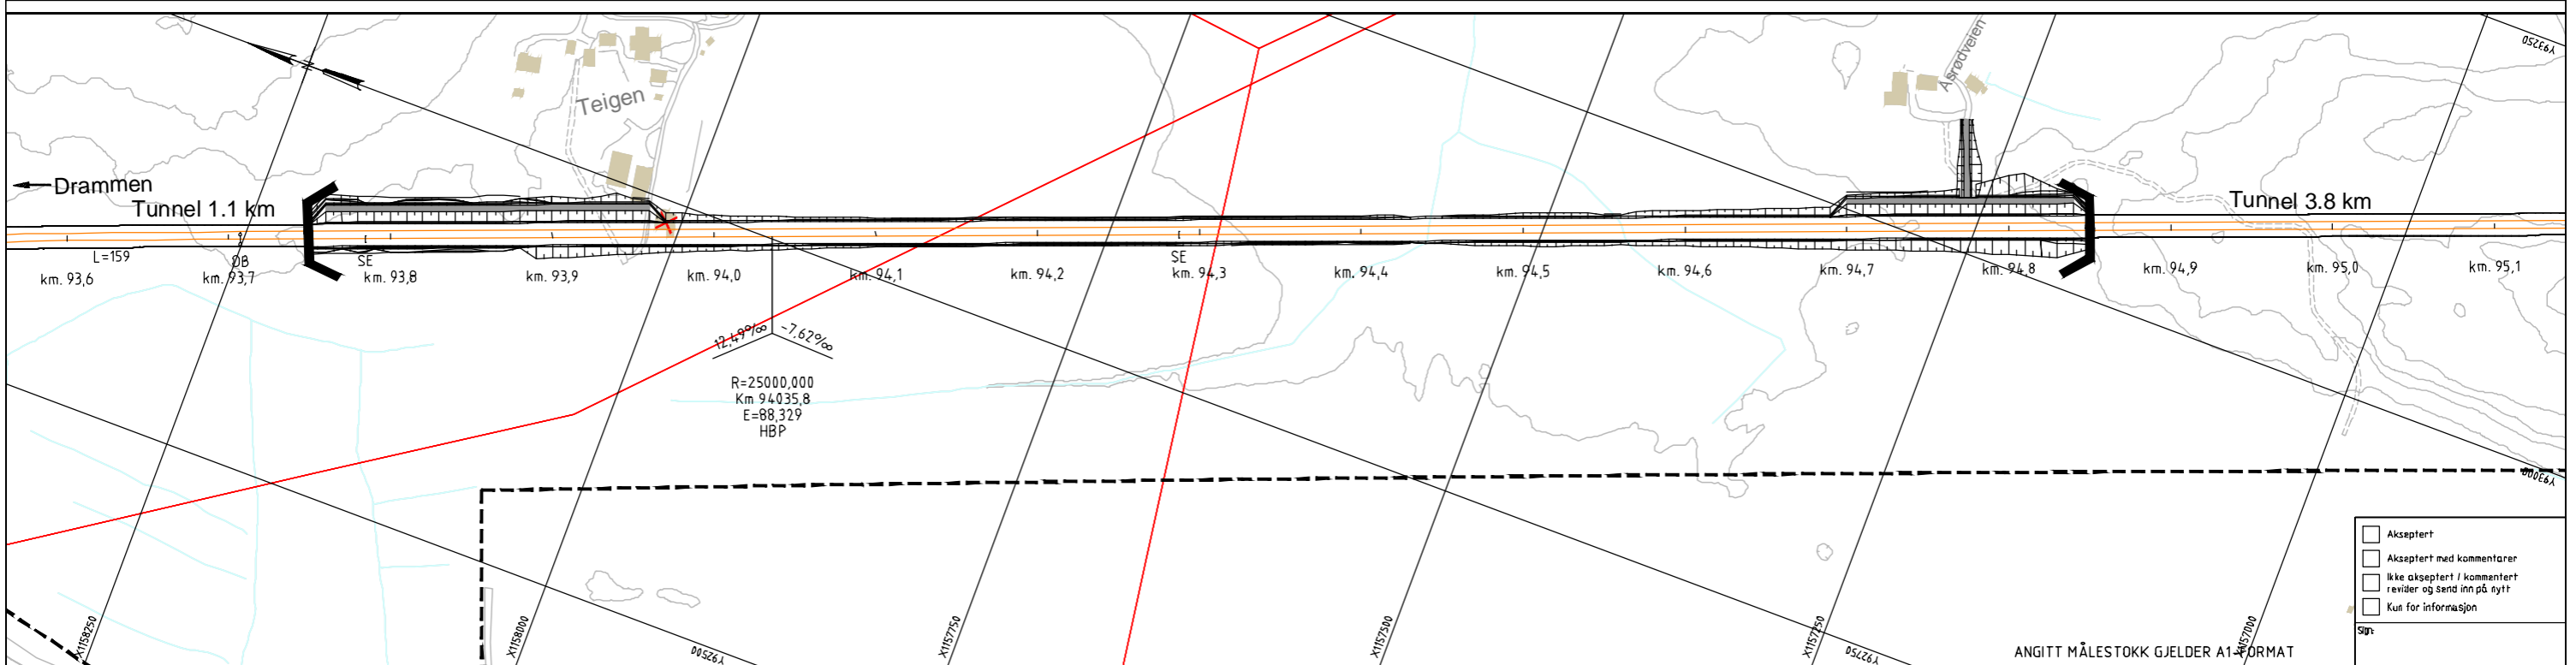 Y93250
Åsrødveien
N
Teigen
Drammen
Tunnel 1.1 km
Tunnel 3.8 km
L=159
ÖB
SE
SE
km. 93,6
km. 93,7
km. 93,8
km. 93,9
km. 94,0
km. 94,1
km. 94,2
km. 94,3
km. 94,4
km. 94,5
km. 94,6
km. 94,7
km. 94,8
km. 94,9
km. 95,0
km. 95,1
12,49‰
-7,62‰
R=25000,000
Km 94035,8
E=88,329
HBP
Y93000
Akseptert
Akseptert med kommentarer
Ikke akseptert / kommentert
revider og send inn på nytt
Kun for informasjon
Sign:
X1158250
X1158000
Y92500
X1157750
X1157500
X1157250
Y92750
X1157000
ANGITT MÅLESTOKK GJELDER A1-FORMAT